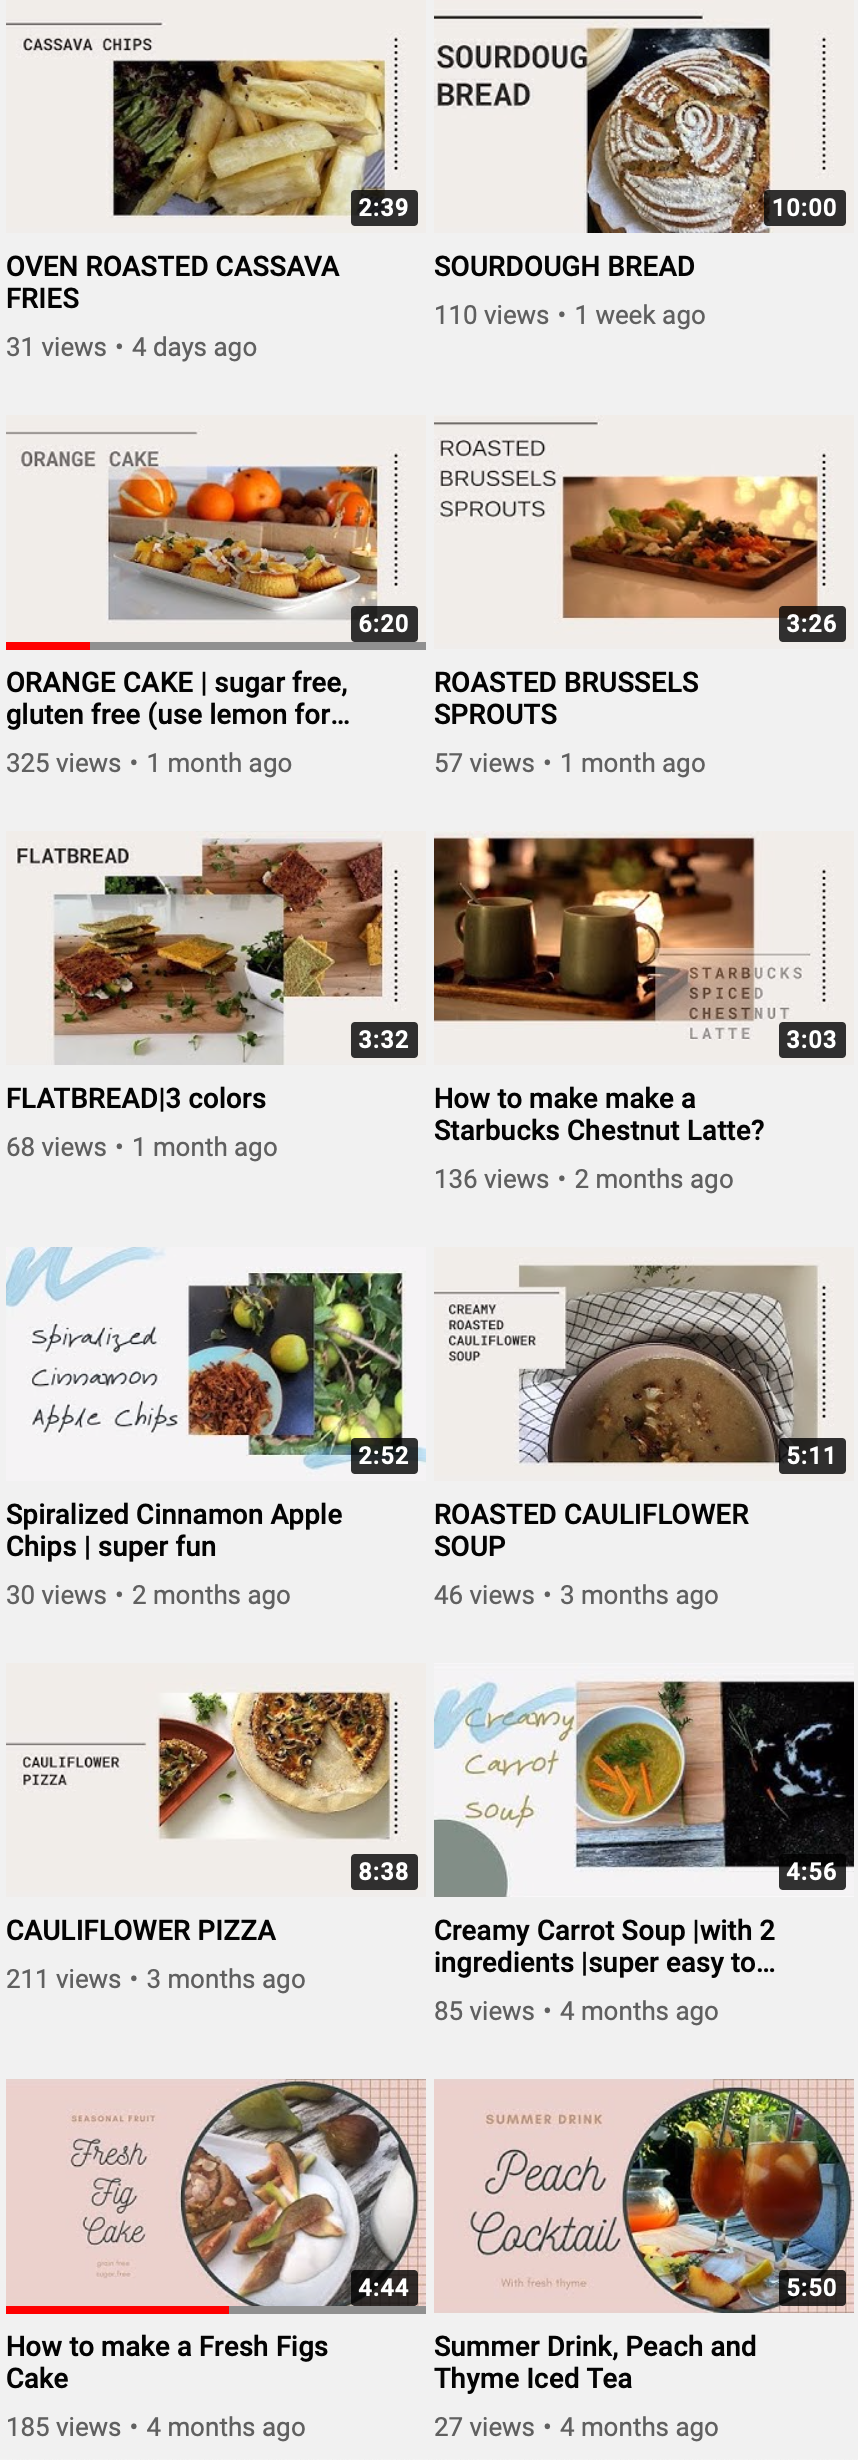 CASSAVA CHIPS
2:39
OVEN ROASTED CASSAVA
FRIES
31 views • 4 days ago
SOURDOUG
BREAD
10:00
SOURDOUGH BREAD
110 views • 1 week ago
ORANGE CAKE
6:20
ORANGE CAKE | sugar free,
gluten free (use lemon for...
325 views • 1 month ago
ROASTED
BRUSSELS
SPROUTS
3:26
ROASTED BRUSSELS
SPROUTS
57 views • 1 month ago
FLATBREAD
3:32
FLATBREAD|3 colors
68 views • 1 month ago
STARBUCKS
SPICED
CHESTNUT
LATTE
3:03
How to make make a
Starbucks Chestnut Latte?
136 views • 2 months ago
Spiralized
Cinnamon
Apple Chips
2:52
Spiralized Cinnamon Apple
Chips | super fun
30 views • 2 months ago
CREAMY
ROASTED
CAULIFLOWER
SOUP
5:11
ROASTED CAULIFLOWER
SOUP
46 views • 3 months ago
CAULIFLOWER
PIZZA
8:38
CAULIFLOWER PIZZA
211 views • 3 months ago
Creamy
Carrot
Soup
4:56
Creamy Carrot Soup |with 2
ingredients |super easy to...
85 views • 4 months ago
SEASONAL FRUIT
Fresh
Fig
Cake
grain free
sugar free
4:44
How to make a Fresh Figs
Cake
185 views • 4 months ago
SUMMER DRINK
Peach
Cocktail
With fresh thyme
5:50
Summer Drink, Peach and
Thyme Iced Tea
27 views • 4 months ago